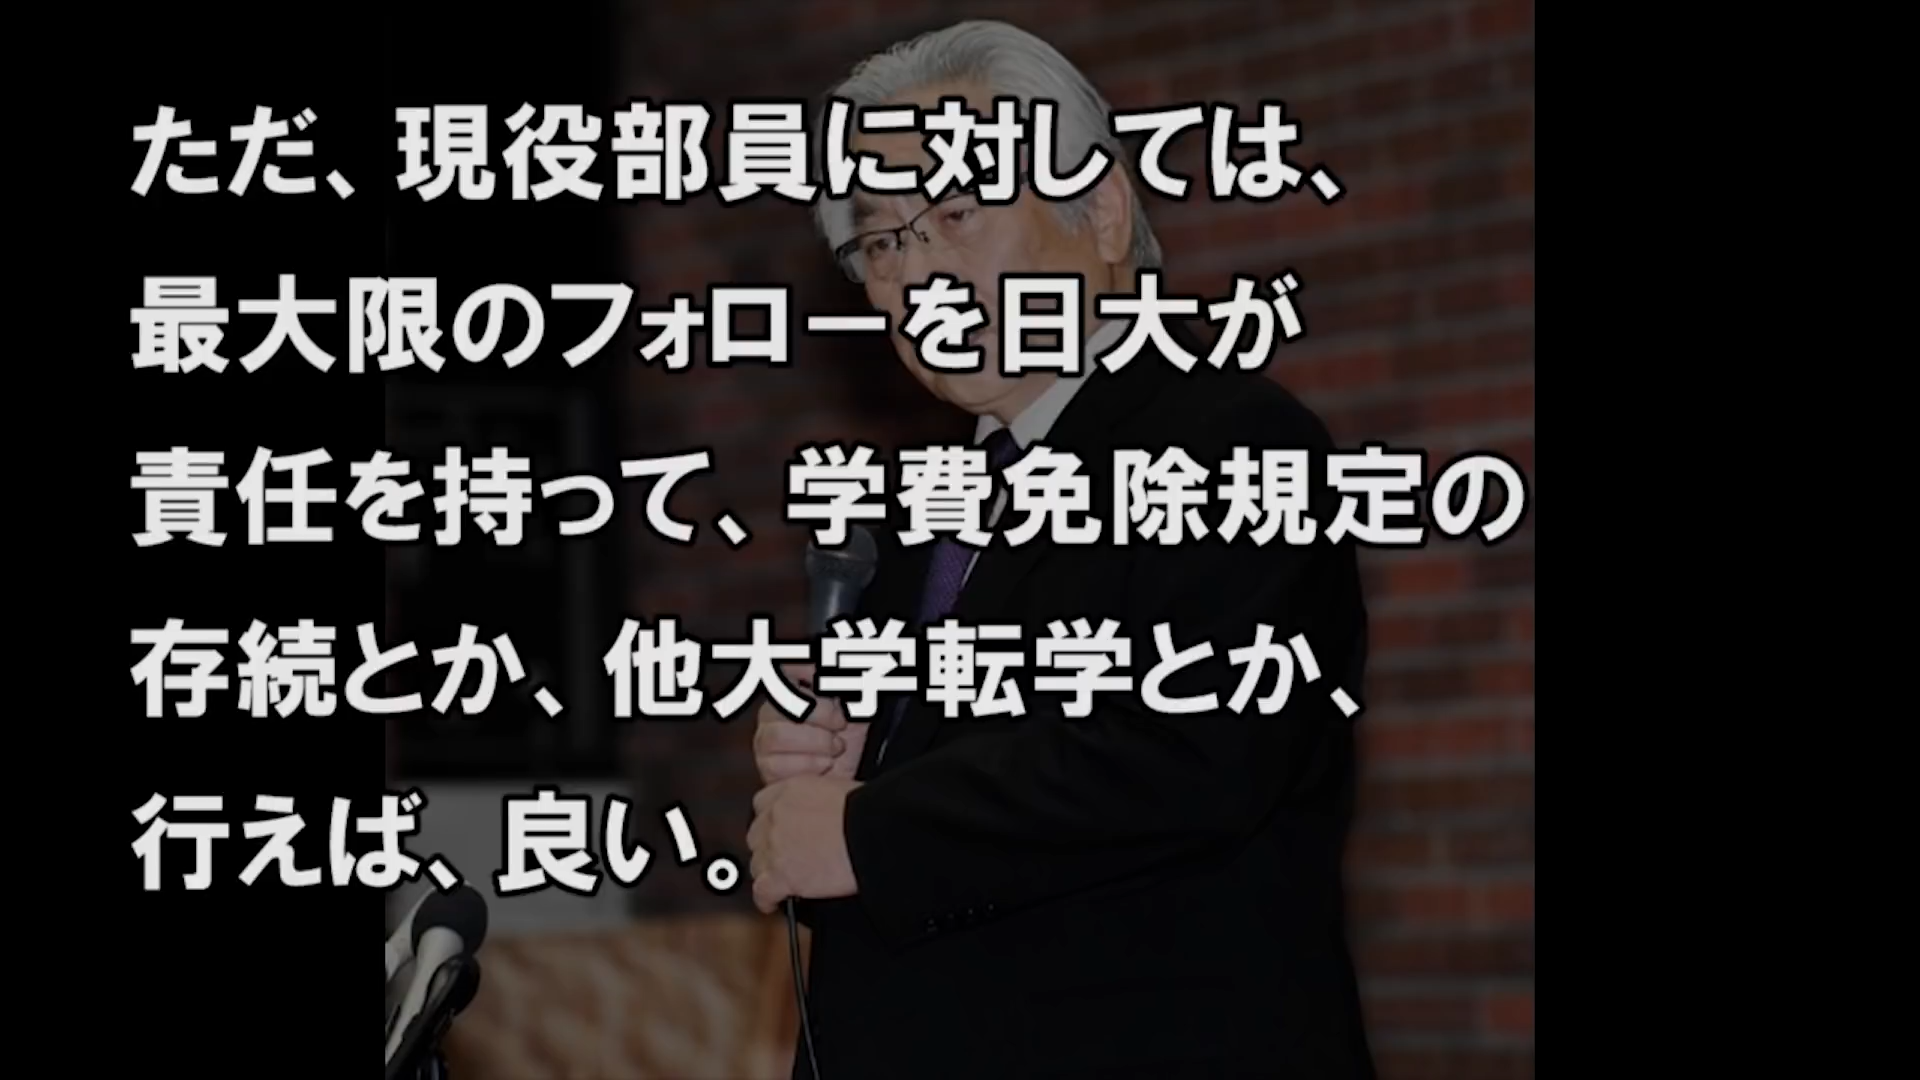 ただ、現役部員に対しては、
最大限のフォローを日大が
責任を持って、学費免除規定の
存続とか、他大学転学とか、
行えば、良い。